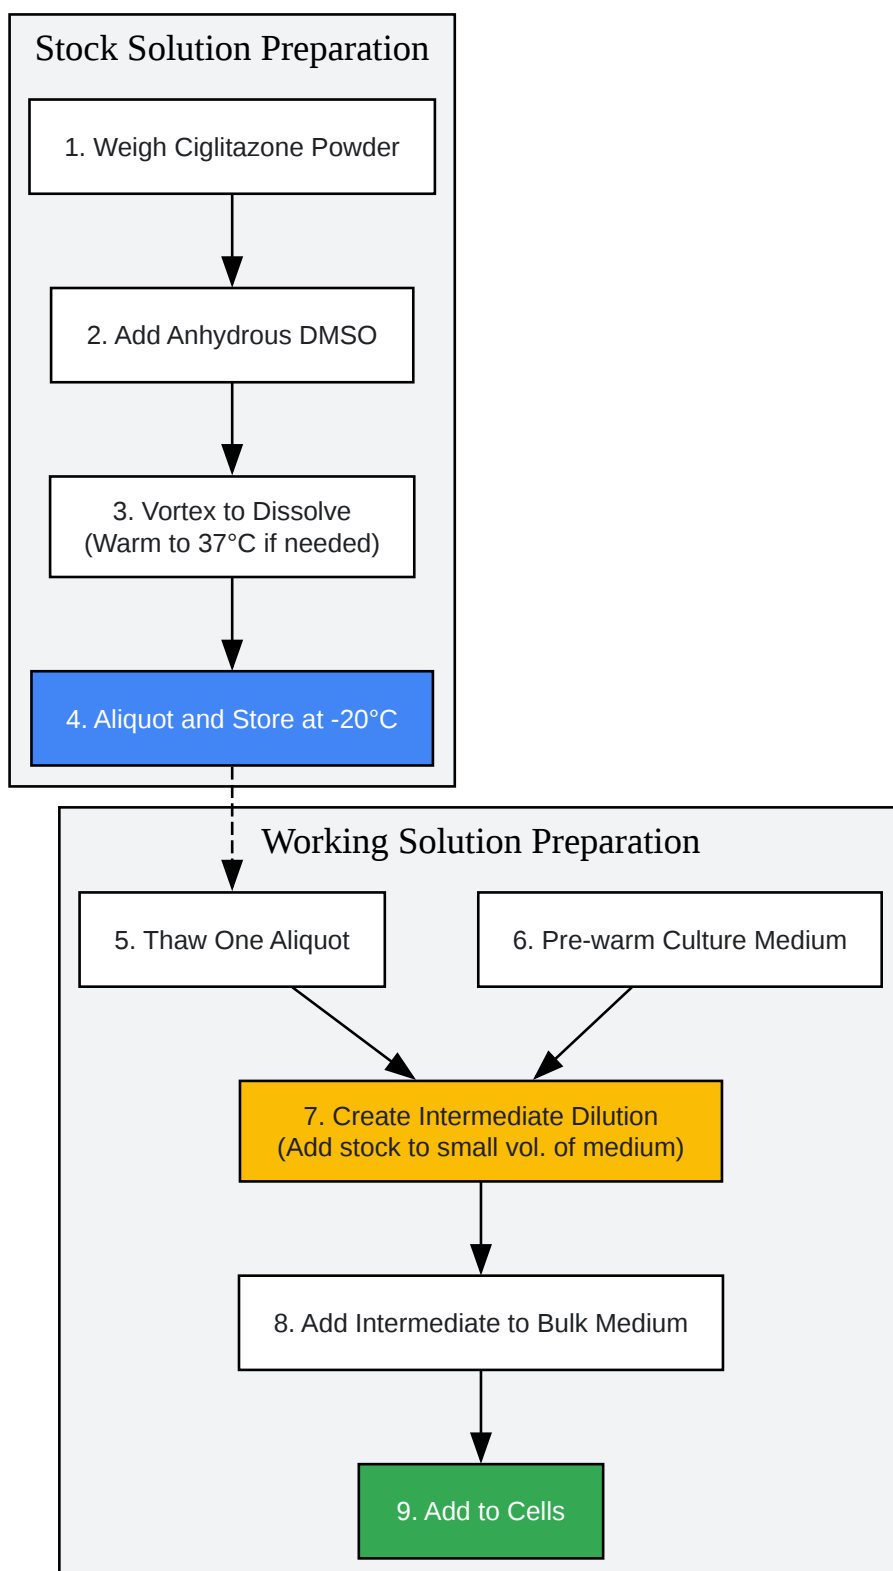 Stock Solution Preparation
1. Weigh Ciglitazone Powder
2. Add Anhydrous DMSO
3. Vortex to Dissolve
(Warm to 37°C if needed)
4. Aliquot and Store at -20°C
Working Solution Preparation
5. Thaw One Aliquot
6. Pre-warm Culture Medium
7. Create Intermediate Dilution
(Add stock to small vol. of medium)
8. Add Intermediate to Bulk Medium
9. Add to Cells